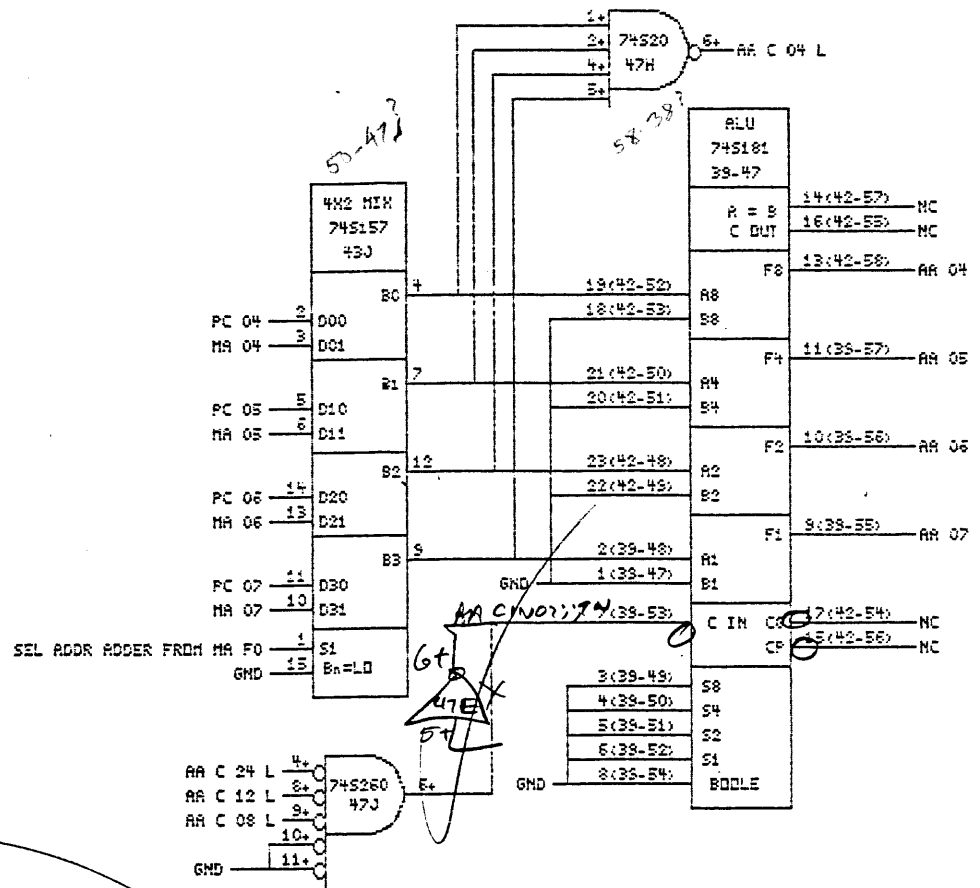 1+
2+ 74S20 6+ AA C 04 L
4+ 47H
5+
53-47J?
58-38?
ALU
74S181
39-47
4X2 MIX
74S157
43J
A = B 14(42-57) NC
C OUT 16(42-55) NC
F8 13(42-58) AA 04
B0 4 19(42-52) A8
18(42-53) B8
PC 04 2 D00
MA 04 3 D01
F4 11(39-57) AA 05
B1 7 21(42-50) A4
20(42-51) B4
PC 05 5 D10
MA 05 6 D11
F2 10(39-56) AA 06
B2 12 23(42-48) A2
22(42-49) B2
PC 06 14 D20
MA 06 13 D21
F1 9(39-55) AA 07
B3 9 2(39-48) A1
GND 1(39-47) B1
PC 07 11 D30
MA 07 10 D31
7(39-53) C IN CG 17(42-54) NC
CP 15(42-56) NC
SEL ADDR ADDER FROM MA F0 1 S1
GND 15 Bn=LO
6+
47E
5+
3(39-49) S8
4(39-50) S4
5(39-51) S2
6(39-52) S1
GND 8(39-54) BOOLE
AA C 24 L 4+
AA C 12 L 8+ 74S260 6+
AA C 08 L 9+ 47J
10+
GND 11+